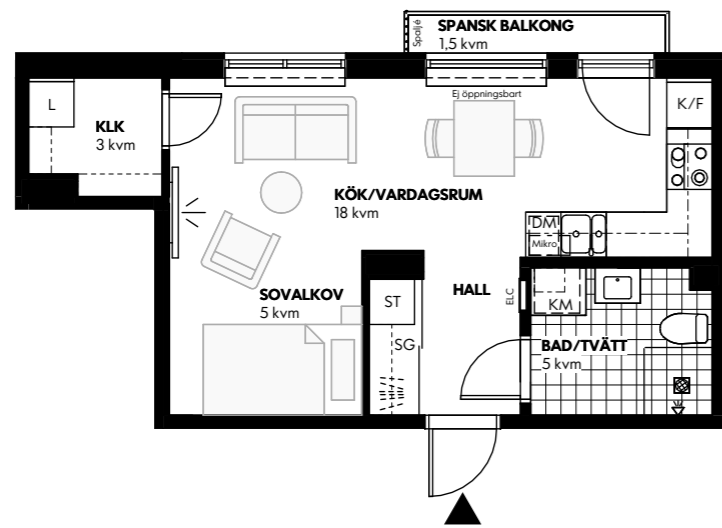 Spaljé
SPANSK BALKONG
1,5 kvm
L
KLK
3 kvm
Ej öppningsbart
K/F
KÖK/VARDAGSRUM
18 kvm
DM
Mikro
SOVALKOV
5 kvm
ST
HALL
ELC
KM
SG
BAD/TVÄTT
5 kvm